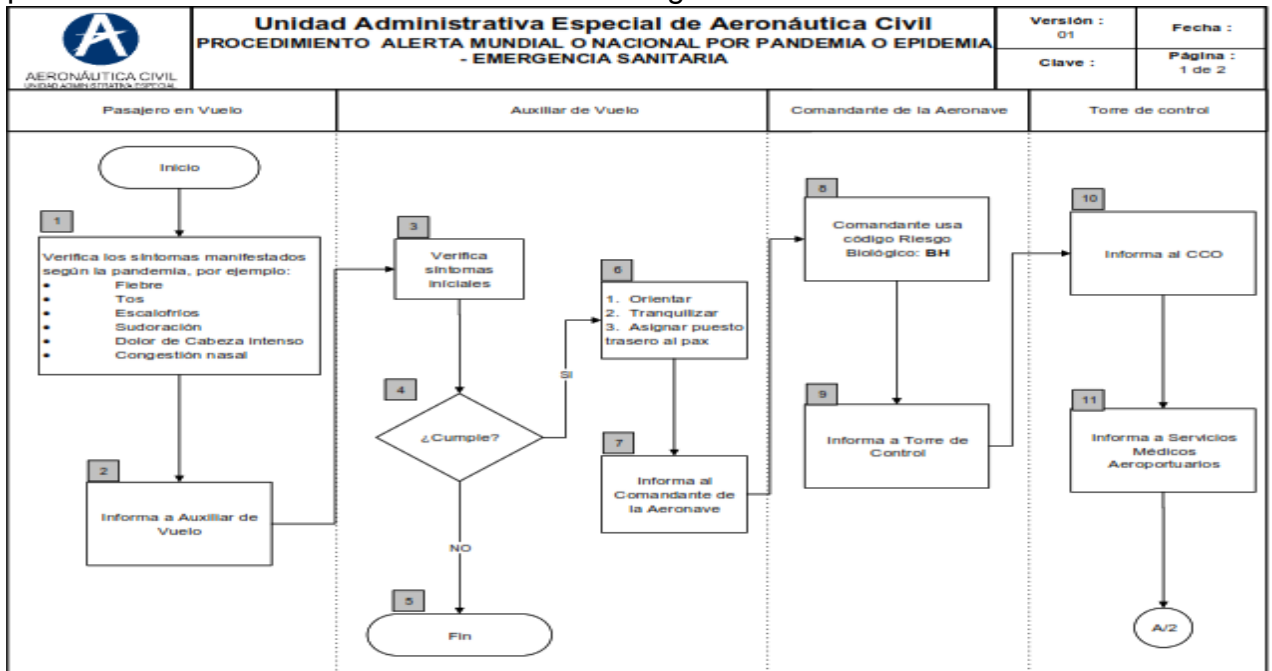 AERONÁUTICA CIVIL
UNIDAD ADMINISTRATIVA ESPECIAL
Unidad Administrativa Especial de Aeronáutica Civil
PROCEDIMIENTO ALERTA MUNDIAL O NACIONAL POR PANDEMIA O EPIDEMIA
- EMERGENCIA SANITARIA
Versión :
01
Fecha :
Clave :
Página :
1 de 2
Pasajero en Vuelo
Auxiliar de Vuelo
Comandante de la Aeronave
Torre de control
Inicio
1
Verifica los síntomas manifestados
según la pandemia, por ejemplo:
• Fiebre
• Tos
• Escalofríos
• Sudoración
• Dolor de Cabeza intenso
• Congestión nasal
2
Informa a Auxiliar de
Vuelo
3
Verifica
síntomas
iniciales
4
¿Cumple?
SI
NO
5
Fin
6
1. Orientar
2. Tranquilizar
3. Asignar puesto
trasero al pax
7
Informa al
Comandante de
la Aeronave
8
Comandante usa
código Riesgo
Biológico: BH
9
Informa a Torre de
Control
10
Informa al CCO
11
Informa a Servicios
Médicos
Aeroportuarios
A/2